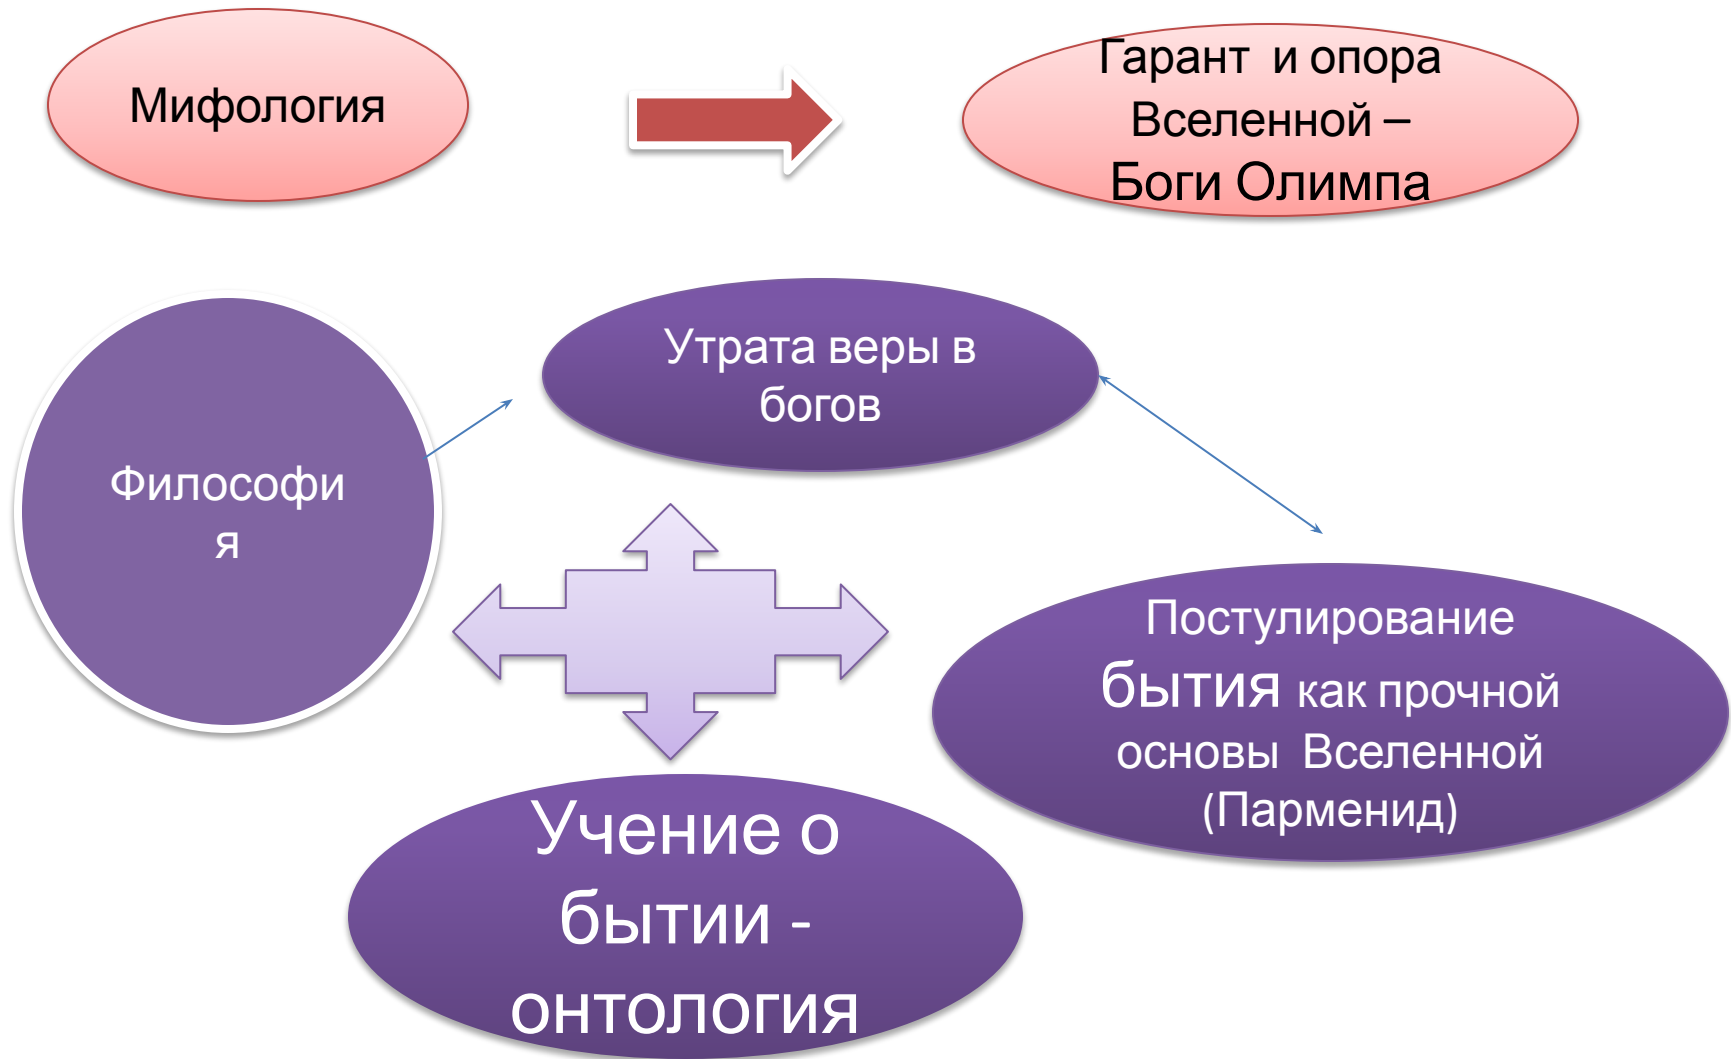 Мифология
Гарант и опора
Вселенной –
Боги Олимпа
Утрата веры в
богов
Философи
я
Постулирование
бытия как прочной
основы Вселенной
(Парменид)
Учение о
бытии -
онтология